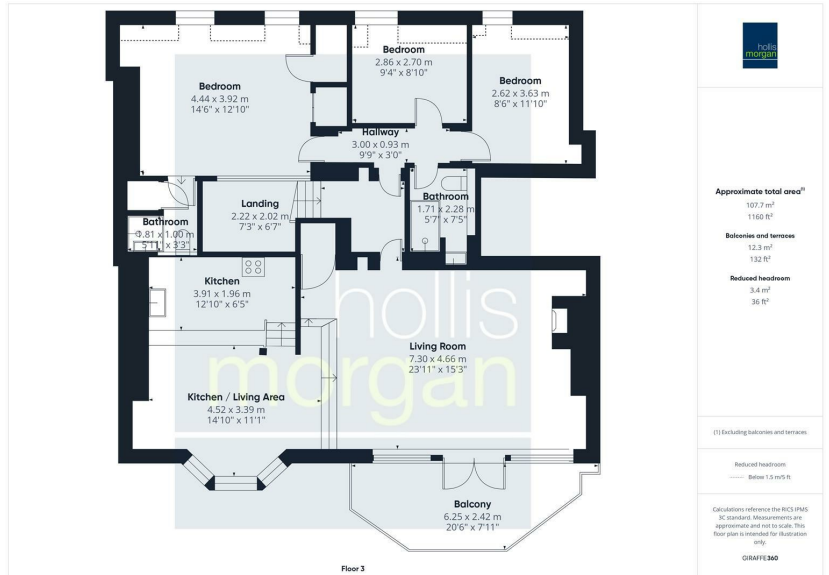 Bedroom
4.44 x 3.92 m
14'6" x 12'10"
Bedroom
2.86 x 2.70 m
9'4" x 8'10"
Bedroom
2.62 x 3.63 m
8'6" x 11'10"
Hallway
3.00 x 0.93 m
9'9" x 3'0"
Landing
2.22 x 2.02 m
7'3" x 6'7"
Bathroom
1.71 x 2.28 m
5'7" x 7'5"
Bathroom
1.81 x 1.00 m
5'11" x 3'3"
Kitchen
3.91 x 1.96 m
12'10" x 6'5"
Living Room
7.30 x 4.66 m
23'11" x 15'3"
Kitchen / Living Area
4.52 x 3.39 m
14'10" x 11'1"
Balcony
6.25 x 2.42 m
20'6" x 7'11"
Floor 3
hollis
morgan
hollis
morgan
Approximate total area⁽¹⁾
107.7 m²
1160 ft²
Balconies and terraces
12.3 m²
132 ft²
Reduced headroom
3.4 m²
36 ft²
(1) Excluding balconies and terraces
Reduced headroom
Below 1.5 m/5 ft
Calculations reference the RICS IPMS
3C standard. Measurements are
approximate and not to scale. This
floor plan is intended for illustration
only.
GIRAFFE360